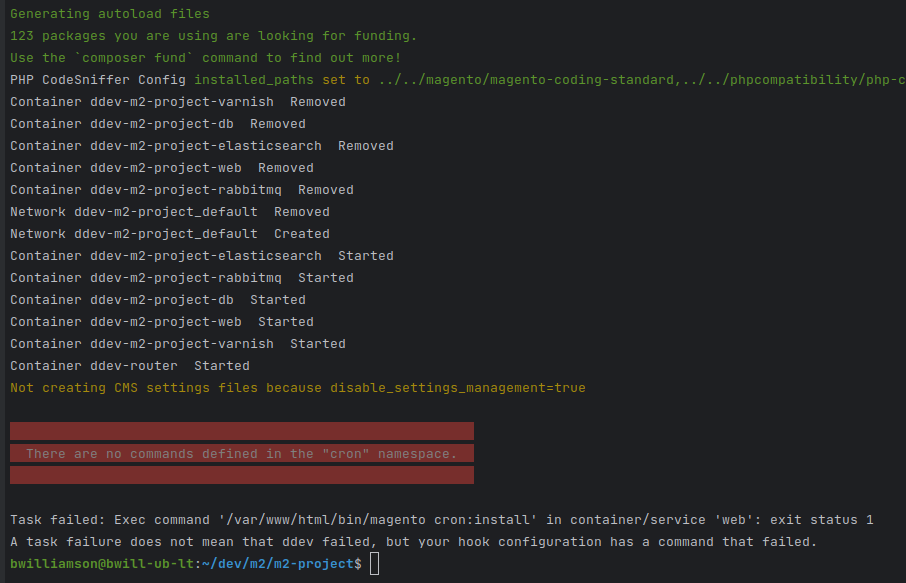 Generating autoload files
123 packages you are using are looking for funding.
Use the `composer fund` command to find out more!
PHP CodeSniffer Config installed_paths set to ../../magento/magento-coding-standard,../../phpcompatibility/php-c
Container ddev-m2-project-varnish  Removed
Container ddev-m2-project-db  Removed
Container ddev-m2-project-elasticsearch  Removed
Container ddev-m2-project-web  Removed
Container ddev-m2-project-rabbitmq  Removed
Network ddev-m2-project_default  Removed
Network ddev-m2-project_default  Created
Container ddev-m2-project-elasticsearch  Started
Container ddev-m2-project-rabbitmq  Started
Container ddev-m2-project-db  Started
Container ddev-m2-project-web  Started
Container ddev-m2-project-varnish  Started
Container ddev-router  Started
Not creating CMS settings files because disable_settings_management=true
There are no commands defined in the "cron" namespace.
Task failed: Exec command '/var/www/html/bin/magento cron:install' in container/service 'web': exit status 1
A task failure does not mean that ddev failed, but your hook configuration has a command that failed.
bwilliamson@bwill-ub-lt:~/dev/m2/m2-project$